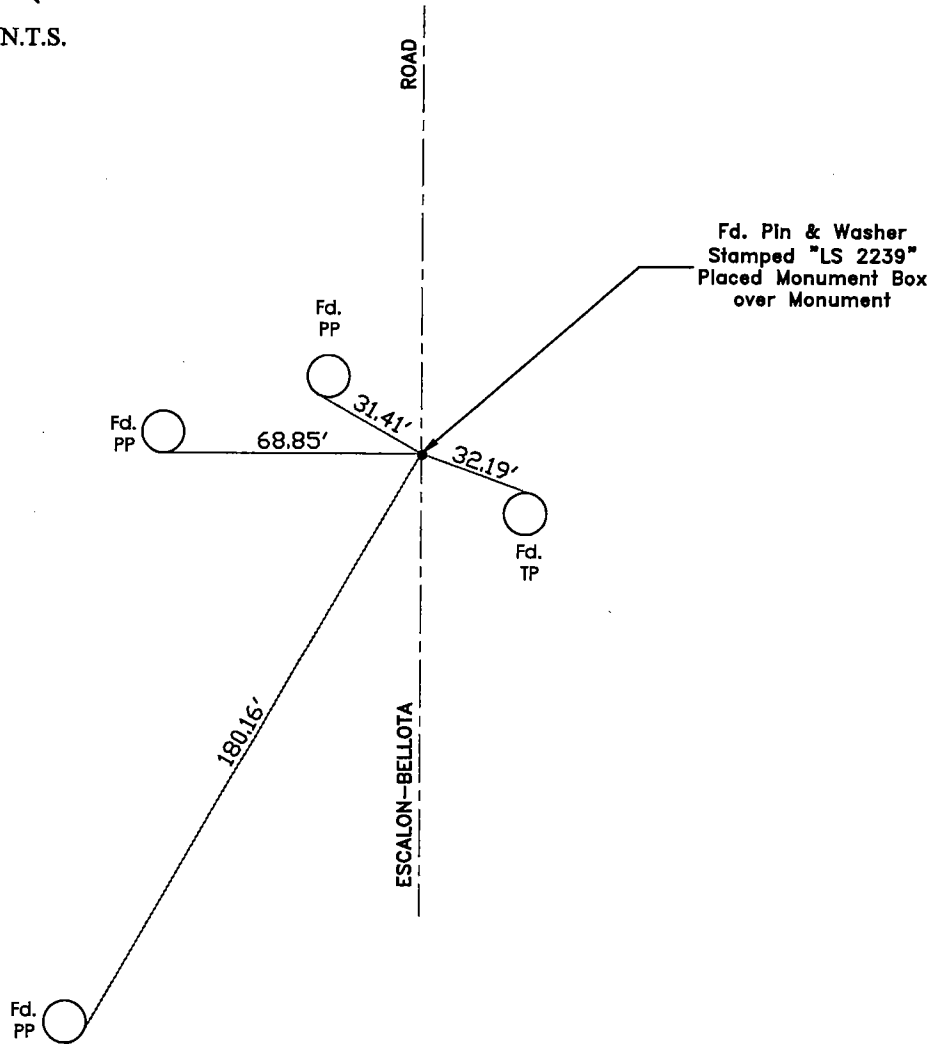 N.T.S.
ROAD
Fd. Pin & Washer
Stamped "LS 2239"
Placed Monument Box
over Monument
Fd.
PP
31.41'
Fd.
PP
68.85'
32.19'
Fd.
TP
180.16'
ESCALON-BELLOTA
Fd.
PP